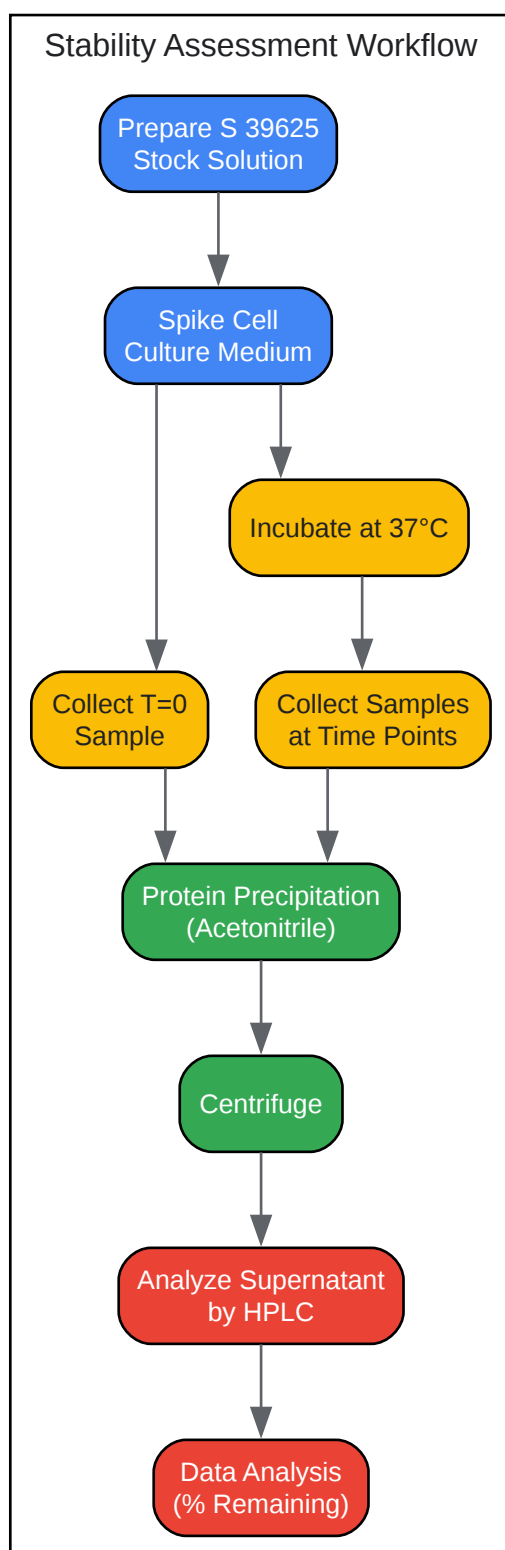 Stability Assessment Workflow
Prepare S 39625
Stock Solution
Spike Cell
Culture Medium
Incubate at 37°C
Collect T=0
Sample
Collect Samples
at Time Points
Protein Precipitation
(Acetonitrile)
Centrifuge
Analyze Supernatant
by HPLC
Data Analysis
(% Remaining)